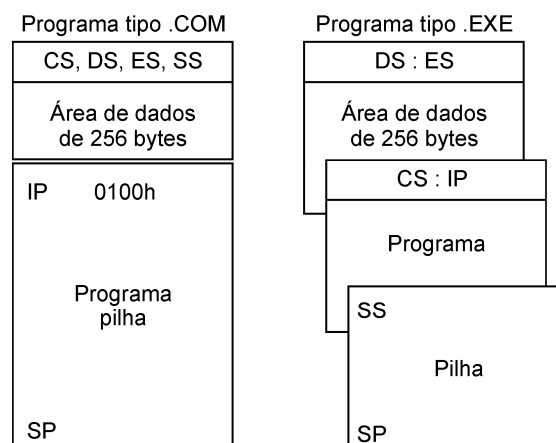 Programa tipo .COM
CS, DS, ES, SS
Área de dados
de 256 bytes
IP 0100h
Programa
pilha
SP
Programa tipo .EXE
DS : ES
Área de dados
de 256 bytes
CS : IP
Programa
SS
Pilha
SP